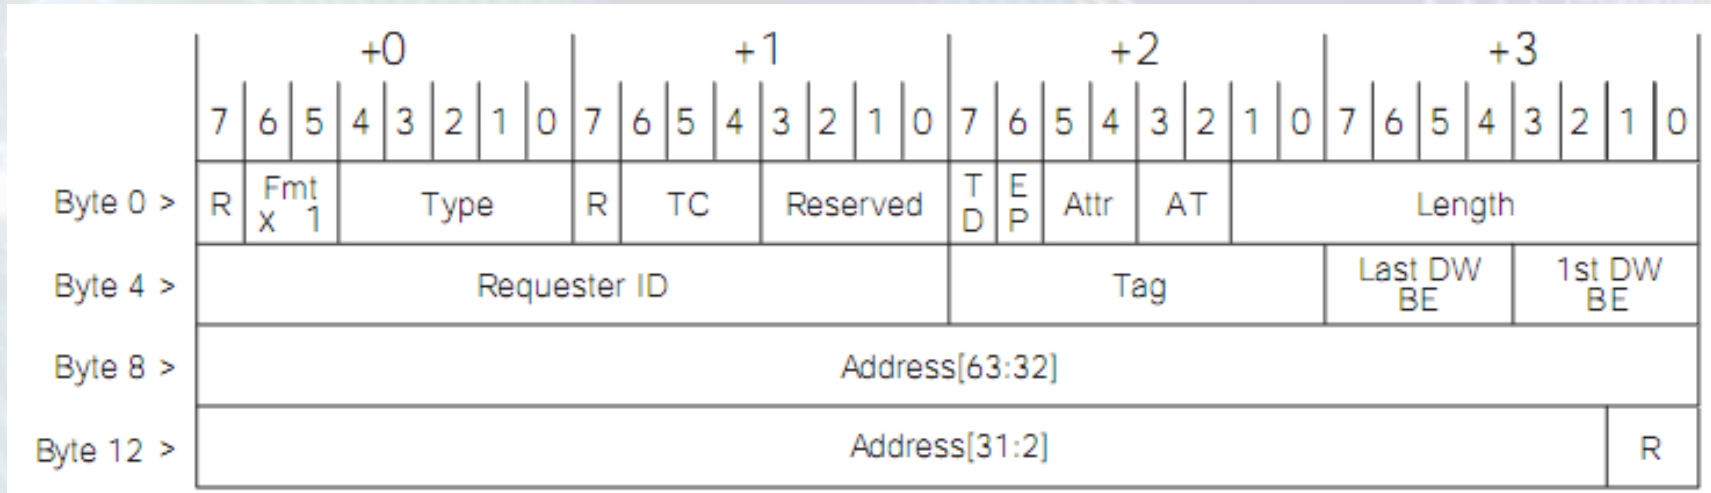 +0 +1 +2 +3
7 6 5 4 3 2 1 0 7 6 5 4 3 2 1 0 7 6 5 4 3 2 1 0 7 6 5 4 3 2 1 0
Byte 0 > R Fmt x 1 Type R TC Reserved TD EP Attr AT Length
Byte 4 > Requester ID Tag Last DW BE 1st DW BE
Byte 8 > Address[63:32]
Byte 12 > Address[31:2] R